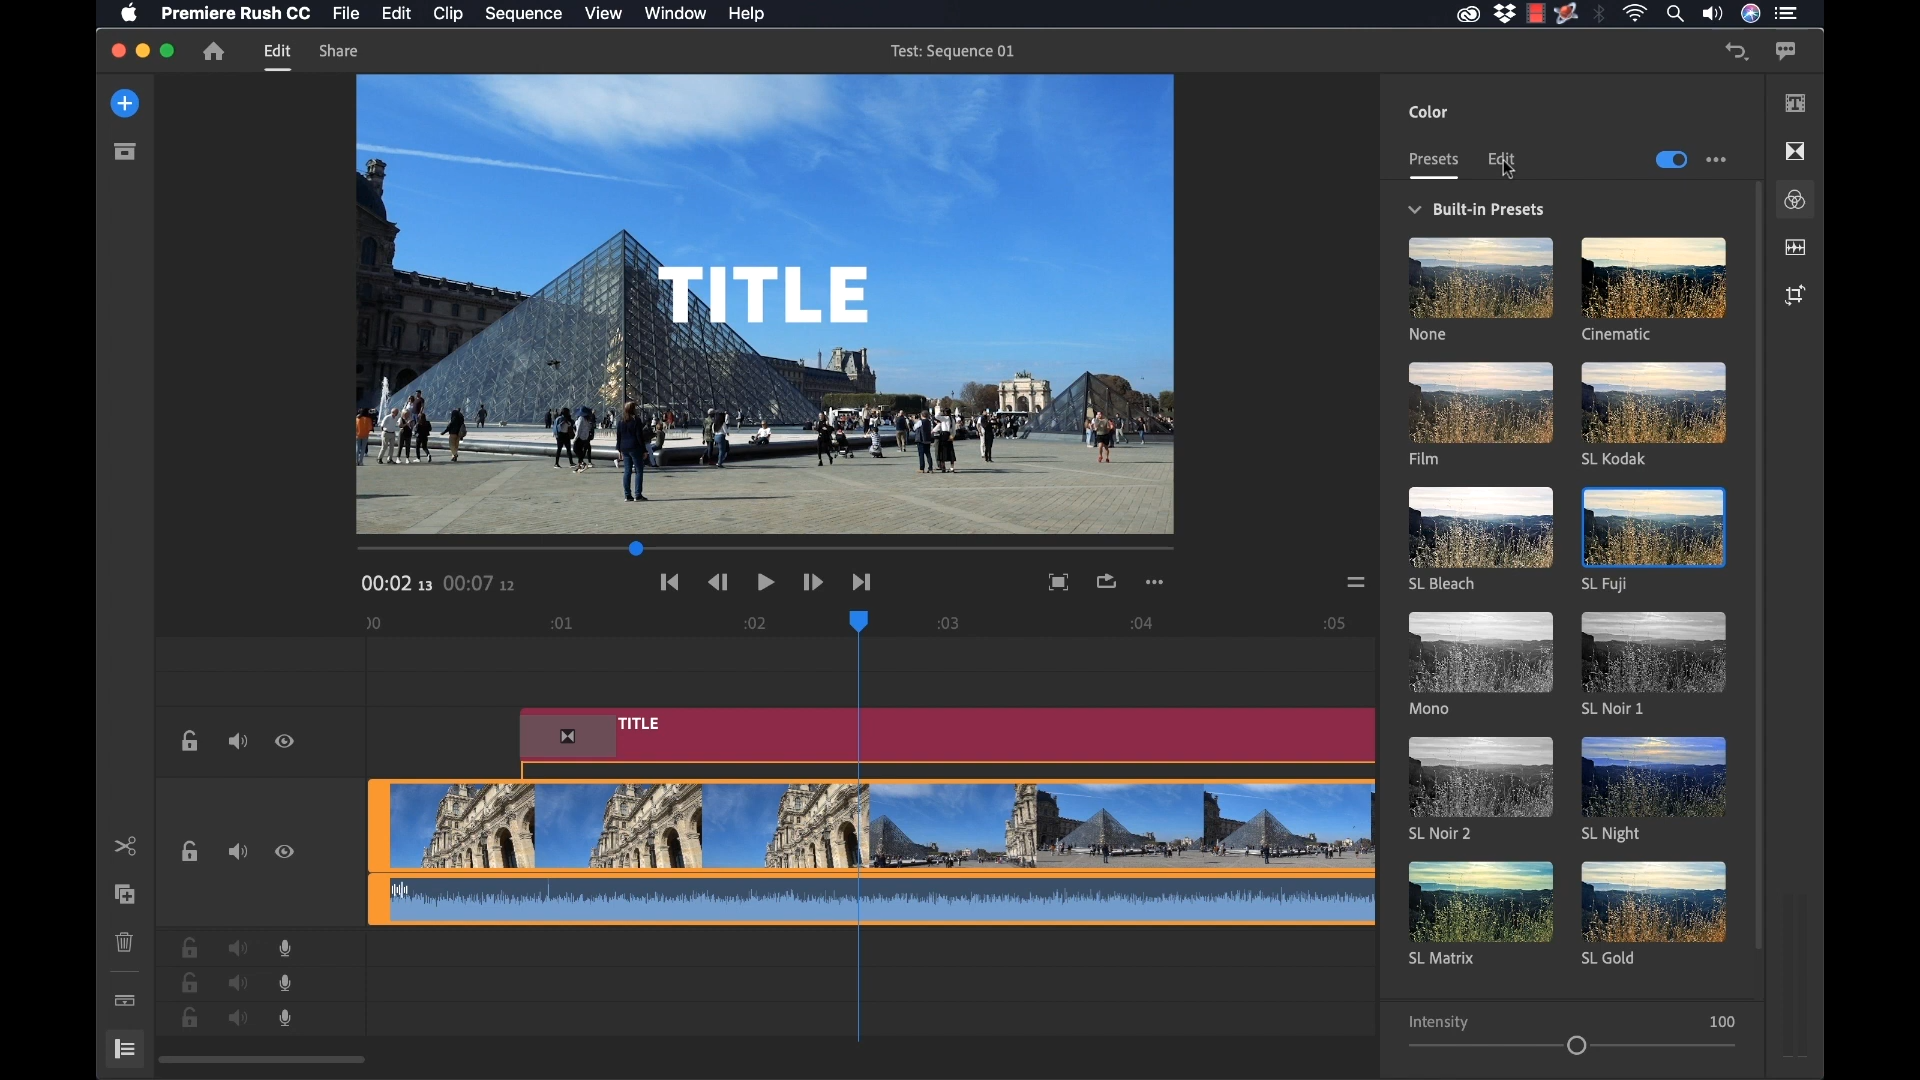 Premiere Rush CC File Edit Clip Sequence View Window Help
Edit Share Test: Sequence 01
Color
Presets Edit
Built-in Presets
None Cinematic
Film SL Kodak
SL Bleach SL Fuji
Mono SL Noir 1
SL Noir 2 SL Night
SL Matrix SL Gold
Intensity 100
TITLE
00:02 13 00:07 12
:01 :02 :03 :04 :05
TITLE